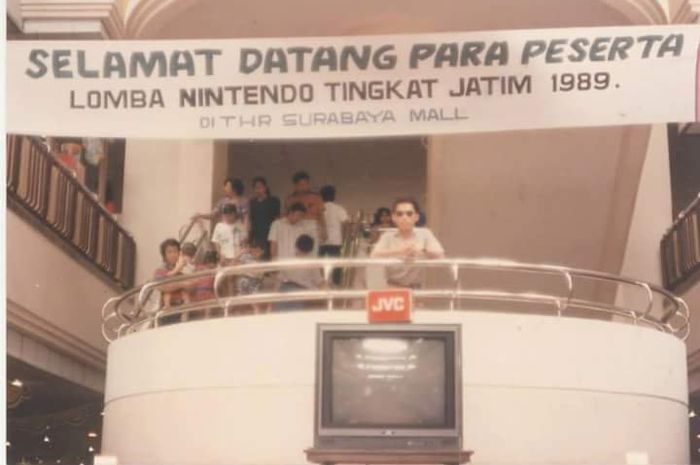 SELAMAT DATANG PARA PESERTA
LOMBA NINTENDO TINGKAT JATIM 1989.
DI THR SURABAYA MALL
JVC